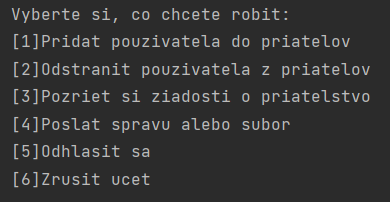 Vyberte si, co chcete robit:
[1]Pridat pouzivatela do priatelov
[2]Odstranit pouzivatela z priatelov
[3]Pozriet si ziadosti o priatelstvo
[4]Poslat spravu alebo subor
[5]Odhlasit sa
[6]Zrusit ucet